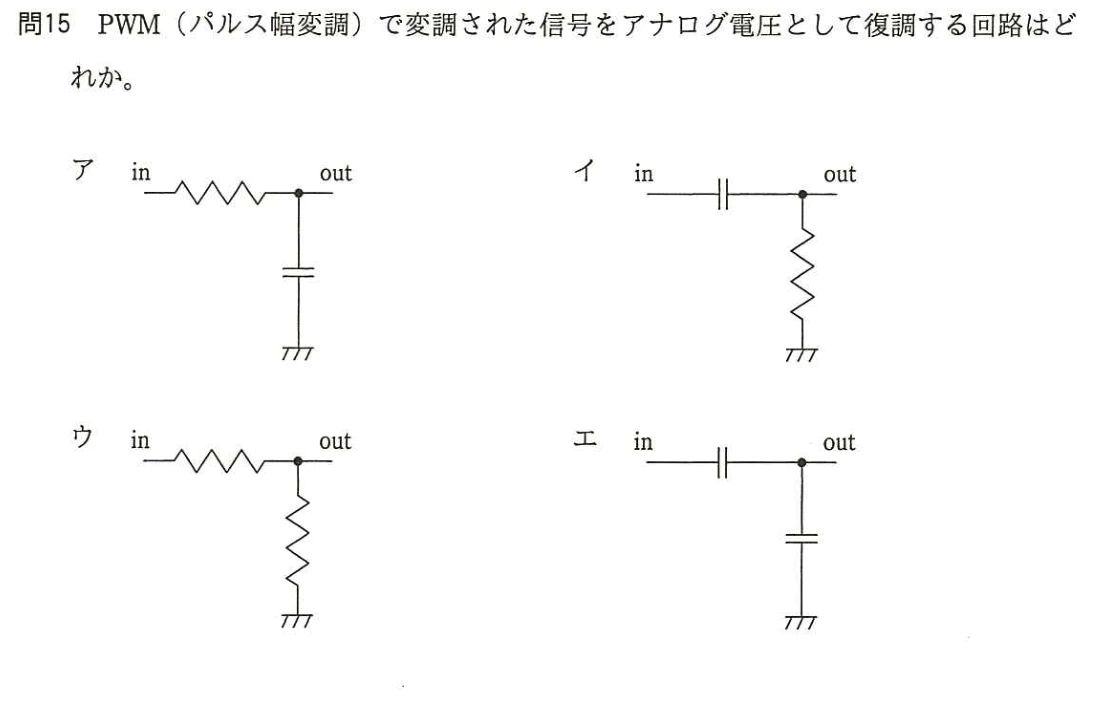 問15 PWM（パルス幅変調）で変調された信号をアナログ電圧として復調する回路はど
れか。
ア in out
イ in out
ウ in out
エ in out